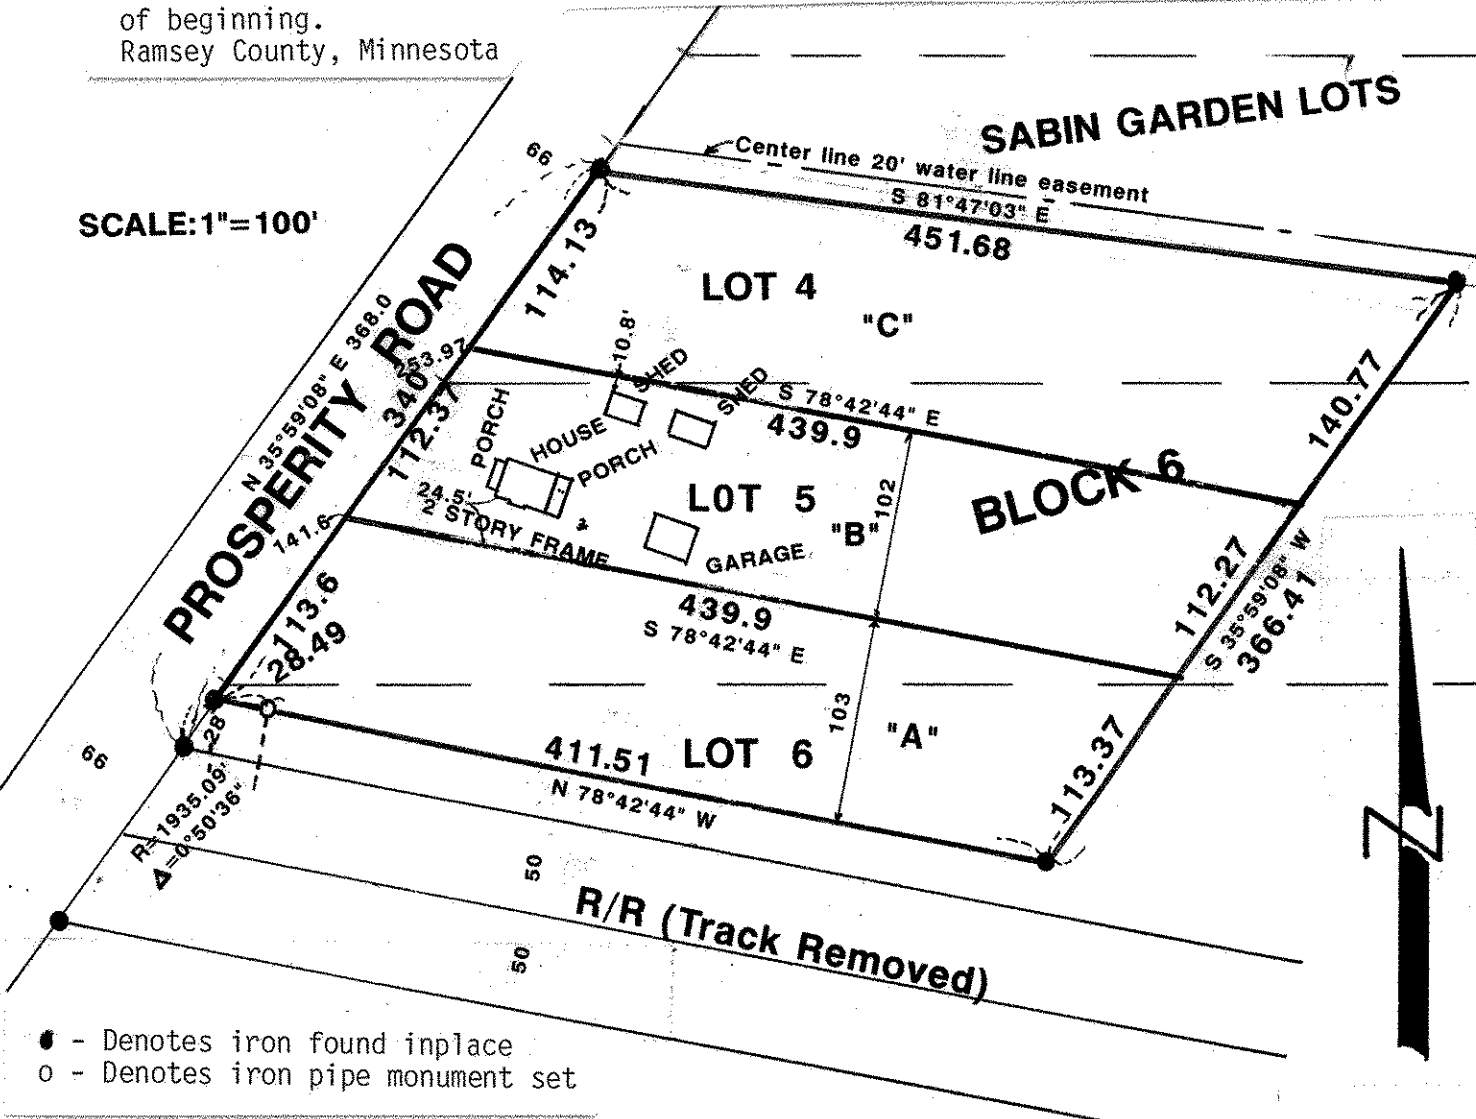 of beginning.
Ramsey County, Minnesota
SABIN GARDEN LOTS
66
Center line 20' water line easement
S 81°47'03" E
451.68
SCALE:1"=100'
114.13
LOT 4
"C"
N 35°59'08" E 368.0
PROSPERITY ROAD
253.97
340
112.37
10.8'
SHED
SHED
S 78°42'44" E
439.9
140.77
PORCH
HOUSE
PORCH
BLOCK 6
LOT 5
"B"
102
24.5'
2 STORY FRAME
GARAGE
141.6
112.27
S 35°59'08" W
366.41
113.6
28.49
439.9
S 78°42'44" E
103
"A"
113.37
28
411.51
LOT 6
N 78°42'44" W
66
R=1935.09'
Δ=0°50'36"
50
R/R (Track Removed)
50
Z
● - Denotes iron found inplace
o - Denotes iron pipe monument set